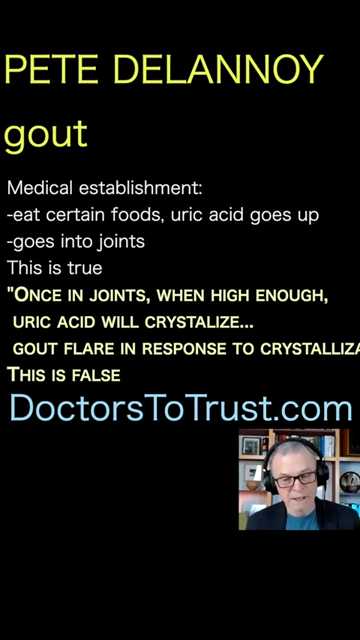 PETE DELANNOY
gout
Medical establishment:
-eat certain foods, uric acid goes up
-goes into joints
This is true
"ONCE IN JOINTS, WHEN HIGH ENOUGH,
URIC ACID WILL CRYSTALIZE...
GOUT FLARE IN RESPONSE TO CRYSTALLIZA
THIS IS FALSE
DoctorsToTrust.com